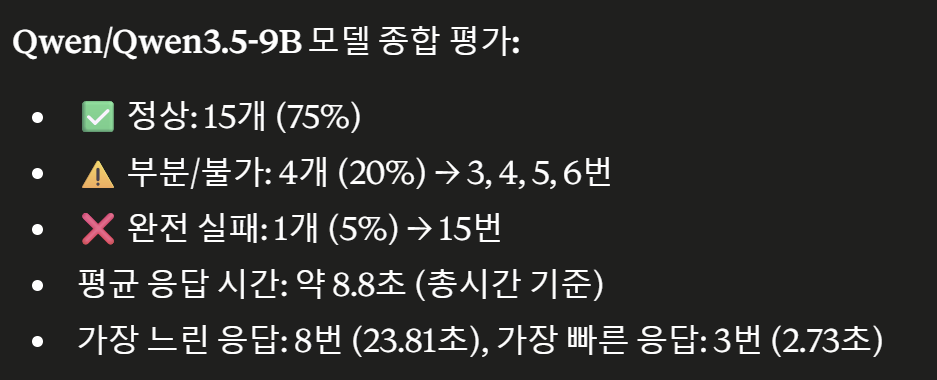 Qwen/Qwen3.5-9B 모델 종합 평가:
• ✅ 정상: 15개 (75%)
• ⚠️ 부분/불가: 4개 (20%) → 3, 4, 5, 6번
• ❌ 완전 실패: 1개 (5%) → 15번
• 평균 응답 시간: 약 8.8초 (총시간 기준)
• 가장 느린 응답: 8번 (23.81초), 가장 빠른 응답: 3번 (2.73초)